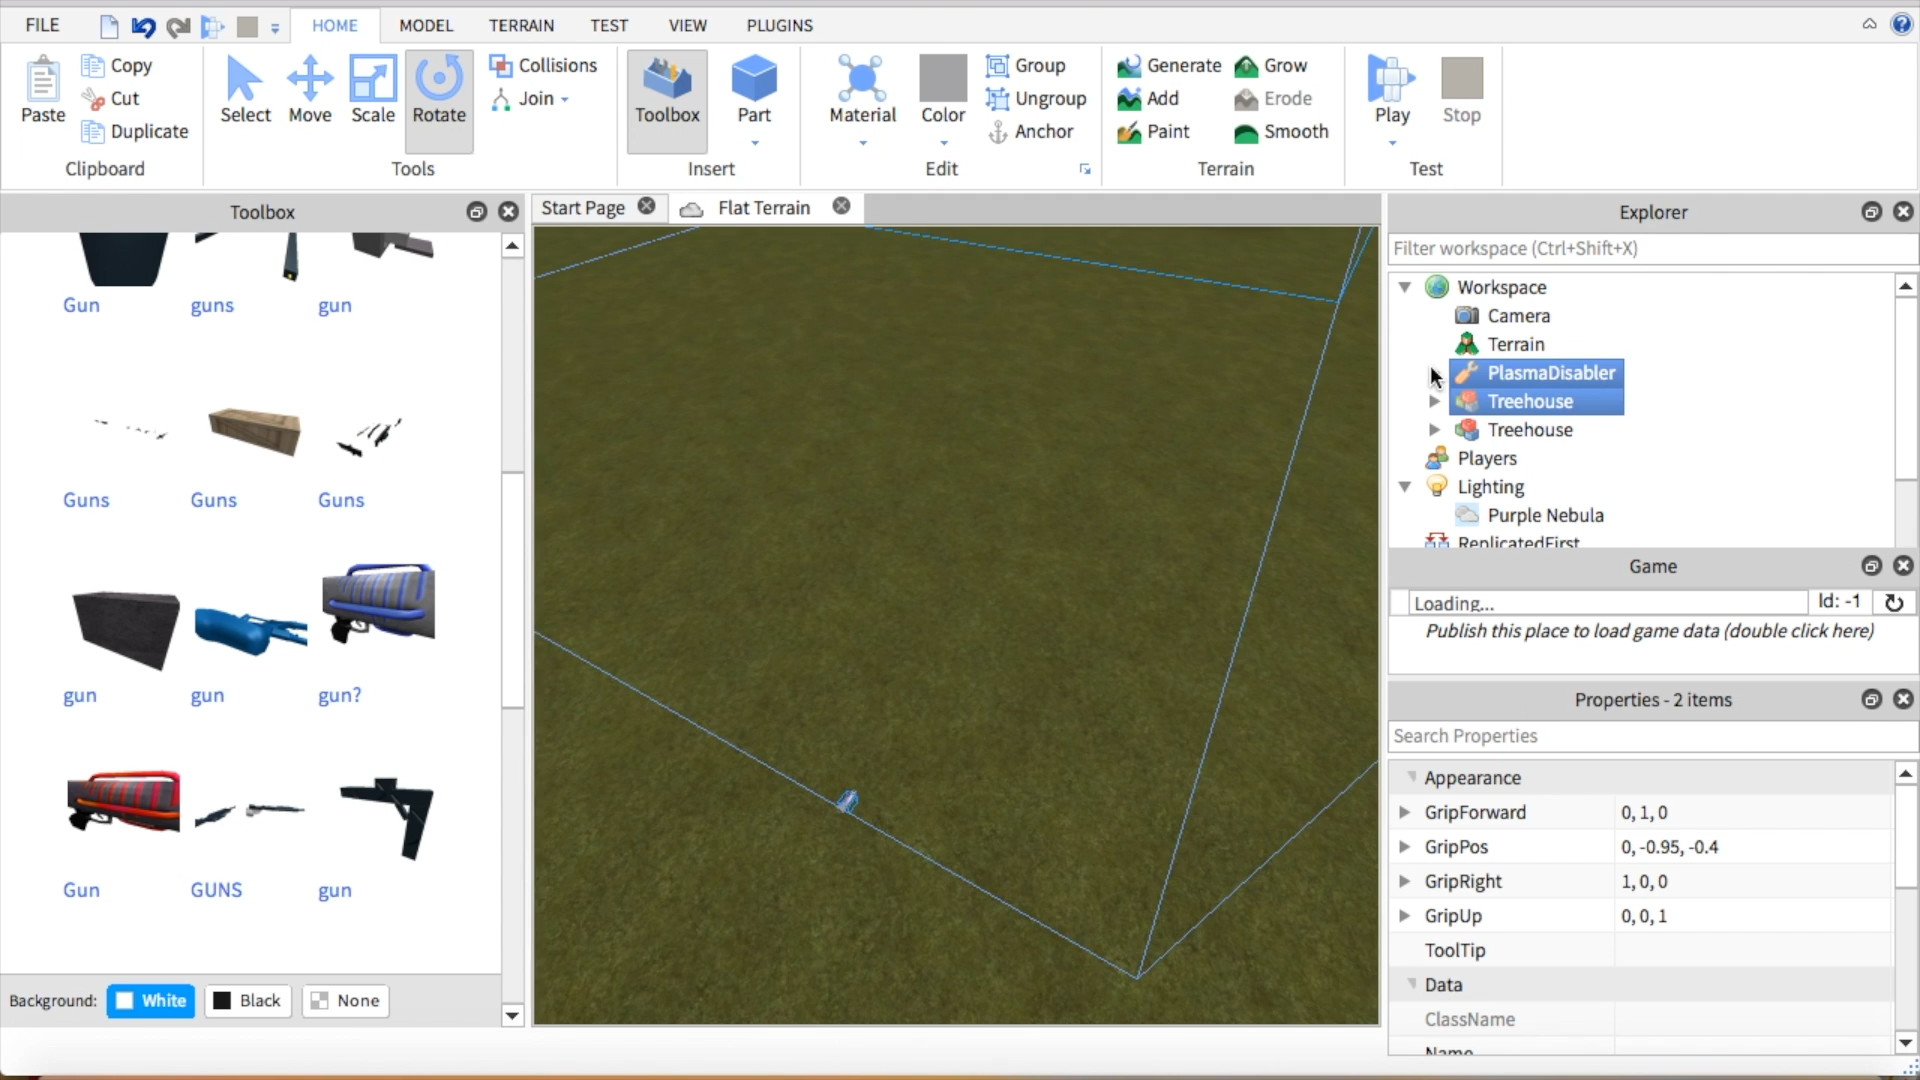 FILE HOME MODEL TERRAIN TEST VIEW PLUGINS
Paste Copy Cut Duplicate
Clipboard
Select Move Scale Rotate Collisions Join
Tools
Toolbox Part
Insert
Material Color Group Ungroup Anchor
Edit
Generate Add Paint Grow Erode Smooth
Terrain
Play Stop
Test
Toolbox
Gun guns gun
Guns Guns Guns
gun gun gun?
Gun GUNS gun
Background: White Black None
Start Page Flat Terrain
Explorer
Filter workspace (Ctrl+Shift+X)
Workspace
Camera
Terrain
PlasmaDisabler
Treehouse
Treehouse
Players
Lighting
Purple Nebula
ReplicatedFirst
Game
Loading... Id: -1
Publish this place to load game data (double click here)
Properties - 2 items
Search Properties
Appearance
GripForward 0, 1, 0
GripPos 0, -0.95, -0.4
GripRight 1, 0, 0
GripUp 0, 0, 1
ToolTip
Data
ClassName
Name